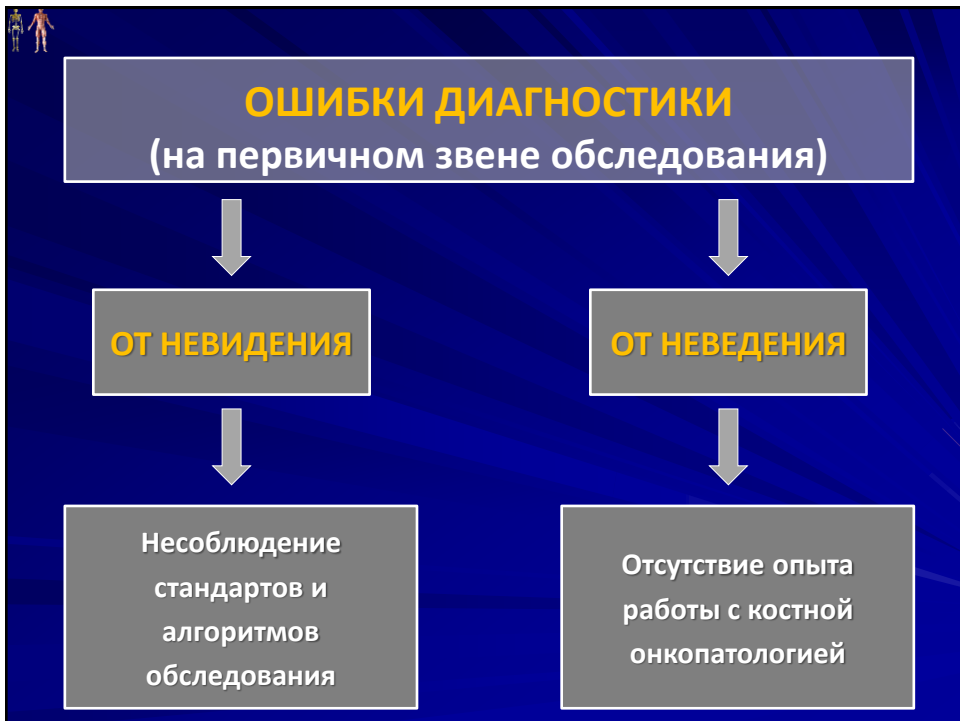 ОШИБКИ ДИАГНОСТИКИ
(на первичном звене обследования)
ОТ НЕВИДЕНИЯ
ОТ НЕВЕДЕНИЯ
Несоблюдение
стандартов и
алгоритмов
обследования
Отсутствие опыта
работы с костной
онкопатологией